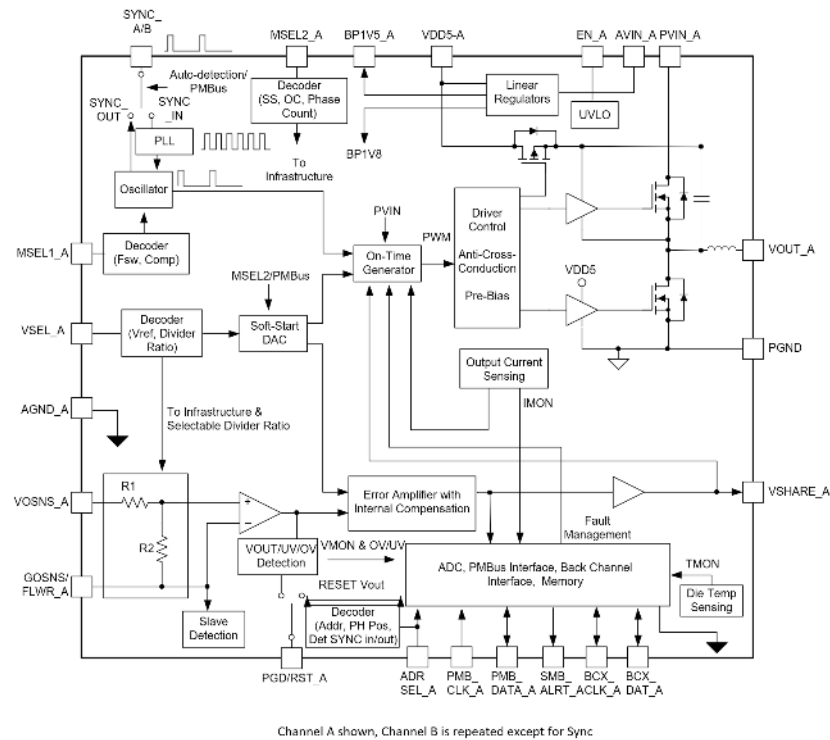 SYNC_
A/B
MSEL2_A
BP1V5_A
VDD5-A
EN_A
AVIN_A
PVIN_A
Auto-detection/
PMBus
Decoder
(SS, OC, Phase
Count)
Linear
Regulators
SYNC_
OUT
SYNC
_IN
UVLO
PLL
BP1V8
To
Infrastructure
Oscillator
PVIN
Driver
Control
Anti-Cross-
Conduction
Pre-Bias
MSEL1_A
Decoder
(Fsw, Comp)
On-Time
Generator
PWM
VOUT_A
MSEL2/PMBus
VDD5
VSEL_A
Decoder
(Vref, Divider
Ratio)
Soft-Start
DAC
PGND
Output Current
Sensing
AGND_A
To Infrastructure &
Selectable Divider Ratio
IMON
R1
VOSNS_A
Error Amplifier with
Internal Compensation
VSHARE_A
R2
Fault
Management
VOUT/UV/OV
Detection
VMON & OV/UV
ADC, PMBus Interface, Back Channel
Interface, Memory
TMON
GOSNS/
FLWR_A
RESET Vout
Die Temp
Sensing
Slave
Detection
Decoder
(Addr, PH Pos,
Det SYNC in/out)
PGD/RST_A
ADR
SEL_A
PMB_
CLK_A
PMB_
DATA_A
SMB_
ALRT_A
BCX_
ACLK_A
BCX_
DAT_A
Channel A shown, Channel B is repeated except for Sync